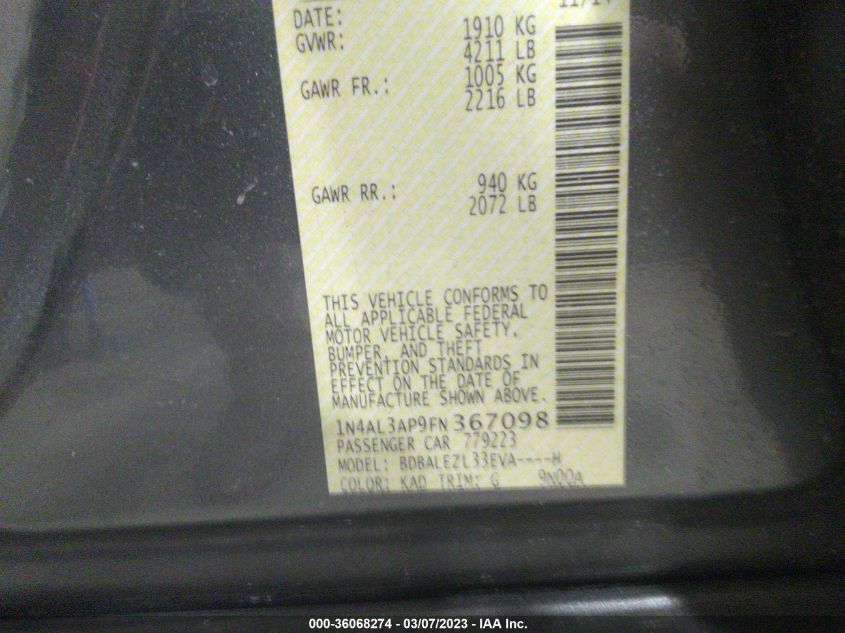 DATE: 11/14
GVWR: 1910 KG
4211 LB
GAWR FR.: 1005 KG
2216 LB
GAWR RR.: 940 KG
2072 LB
THIS VEHICLE CONFORMS TO
ALL APPLICABLE FEDERAL
MOTOR VEHICLE SAFETY,
BUMPER, AND THEFT
PREVENTION STANDARDS IN
EFFECT ON THE DATE OF
MANUFACTURE SHOWN ABOVE.
1N4AL3AP9FN367098
PASSENGER CAR 779223
MODEL: BDBALEZL33EVA----H
COLOR: KAD TRIM: G 9N00A
000-36068274 — 03/07/2023 - IAA Inc.